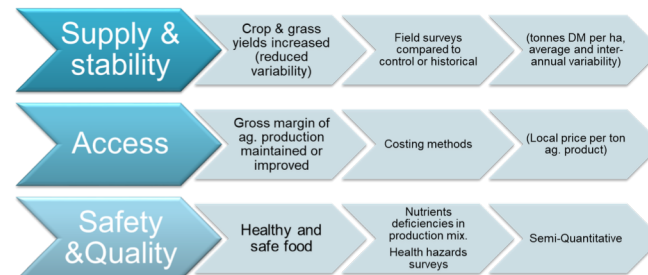 Supply &
stability
Crop & grass
yields increased
(reduced
variability)
Field surveys
compared to
control or historical
(tonnes DM per ha,
average and inter-
annual variability)
Access
Gross margin of
ag. production
maintained or
improved
Costing methods
(Local price per ton
ag. product)
Safety
&Quality
Healthy and
safe food
Nutrients
deficiencies in
production mix.
Health hazards
surveys
Semi-Quantitative